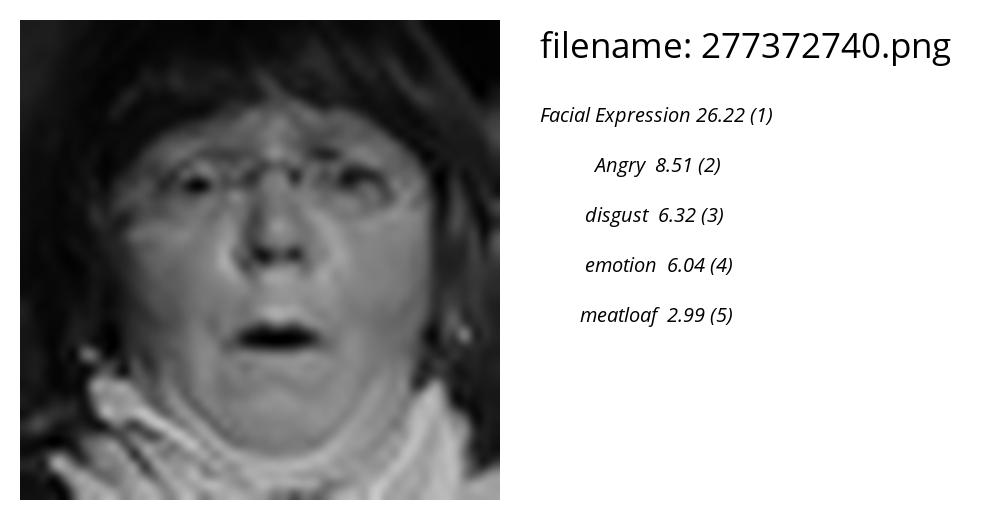 filename: 277372740.png
Facial Expression 26.22 (1)
Angry 8.51 (2)
disgust 6.32 (3)
emotion 6.04 (4)
meatloaf 2.99 (5)